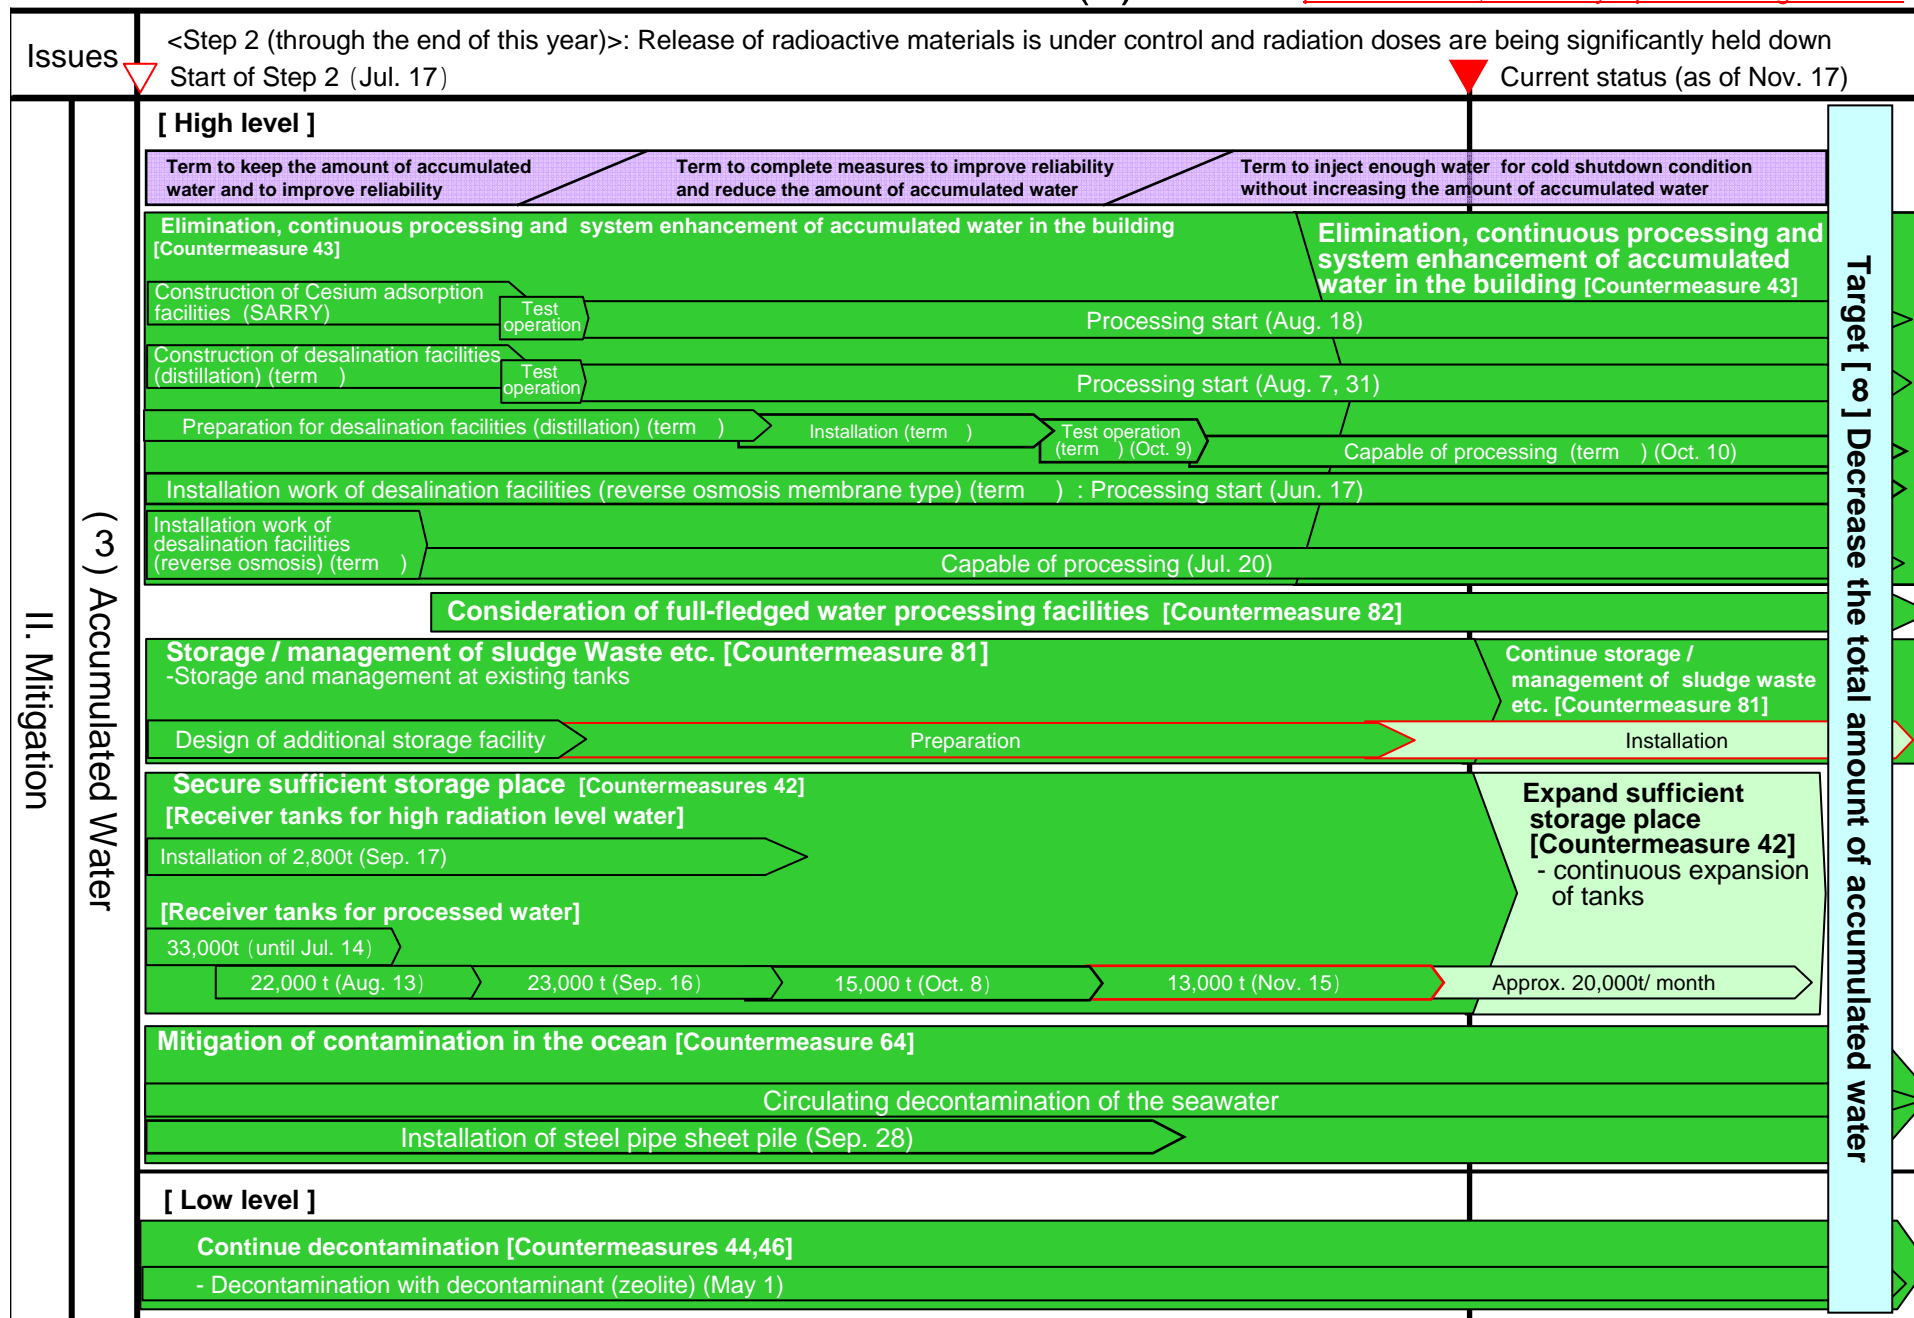 Issues
<Step 2 (through the end of this year)>: Release of radioactive materials is under control and radiation doses are being significantly held down
Start of Step 2 (Jul. 17)
Current status (as of Nov. 17)
II. Mitigation
(3) Accumulated Water
[ High level ]
Term to keep the amount of accumulated
water and to improve reliability
Term to complete measures to improve reliability
and reduce the amount of accumulated water
Term to inject enough water for cold shutdown condition
without increasing the amount of accumulated water
Elimination, continuous processing and system enhancement of accumulated water in the building
[Countermeasure 43]
Elimination, continuous processing and
system enhancement of accumulated
water in the building [Countermeasure 43]
Construction of Cesium adsorption
facilities (SARRY)
Test
operation
Processing start (Aug. 18)
Construction of desalination facilities
(distillation) (term )
Test
operation
Processing start (Aug. 7, 31)
Preparation for desalination facilities (distillation) (term )
Installation (term )
Test operation
(term ) (Oct. 9)
Capable of processing (term ) (Oct. 10)
Installation work of desalination facilities (reverse osmosis membrane type) (term ) : Processing start (Jun. 17)
Installation work of
desalination facilities
(reverse osmosis) (term )
Capable of processing (Jul. 20)
Consideration of full-fledged water processing facilities [Countermeasure 82]
Storage / management of sludge Waste etc. [Countermeasure 81]
-Storage and management at existing tanks
Continue storage /
management of sludge waste
etc. [Countermeasure 81]
Design of additional storage facility
Preparation
Installation
Secure sufficient storage place [Countermeasures 42]
[Receiver tanks for high radiation level water]
Installation of 2,800t (Sep. 17)
Expand sufficient
storage place
[Countermeasure 42]
- continuous expansion
of tanks
[Receiver tanks for processed water]
33,000t (until Jul. 14)
22,000 t (Aug. 13)
23,000 t (Sep. 16)
15,000 t (Oct. 8)
13,000 t (Nov. 15)
Approx. 20,000t/ month
Mitigation of contamination in the ocean [Countermeasure 64]
Circulating decontamination of the seawater
Installation of steel pipe sheet pile (Sep. 28)
[ Low level ]
Continue decontamination [Countermeasures 44,46]
- Decontamination with decontaminant (zeolite) (May 1)
Target [ 8 ] Decrease the total amount of accumulated water